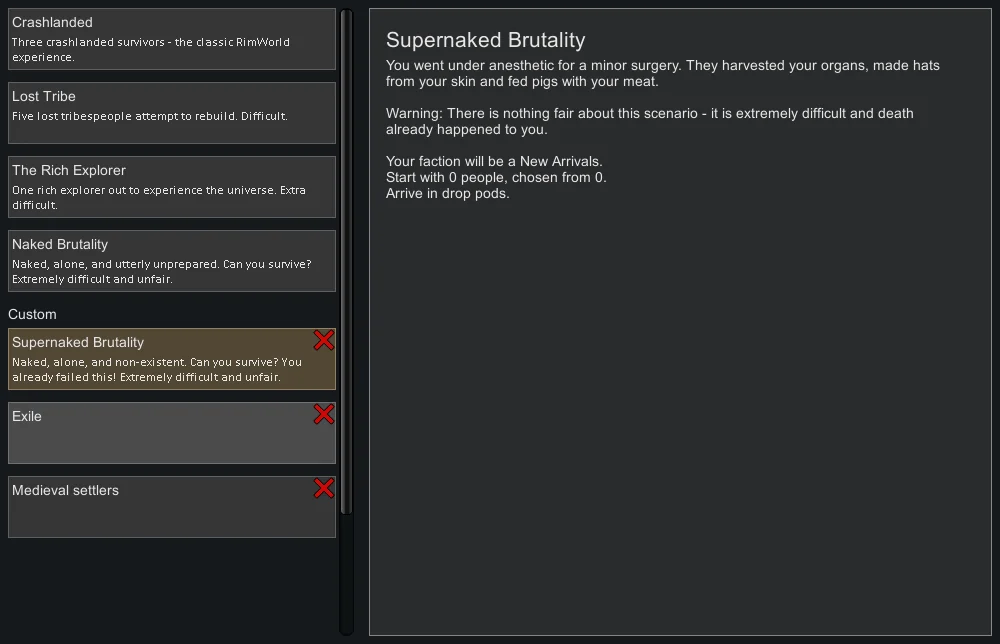 Crashlanded
Three crashlanded survivors - the classic RimWorld
experience.
Lost Tribe
Five lost tribespeople attempt to rebuild. Difficult.
The Rich Explorer
One rich explorer out to experience the universe. Extra
difficult.
Naked Brutality
Naked, alone, and utterly unprepared. Can you survive?
Extremely difficult and unfair.
Custom
Supernaked Brutality
Naked, alone, and non-existent. Can you survive? You
already failed this! Extremely difficult and unfair.
Exile
Medieval settlers
Supernaked Brutality
You went under anesthetic for a minor surgery. They harvested your organs, made hats
from your skin and fed pigs with your meat.
Warning: There is nothing fair about this scenario - it is extremely difficult and death
already happened to you.
Your faction will be a New Arrivals.
Start with 0 people, chosen from 0.
Arrive in drop pods.